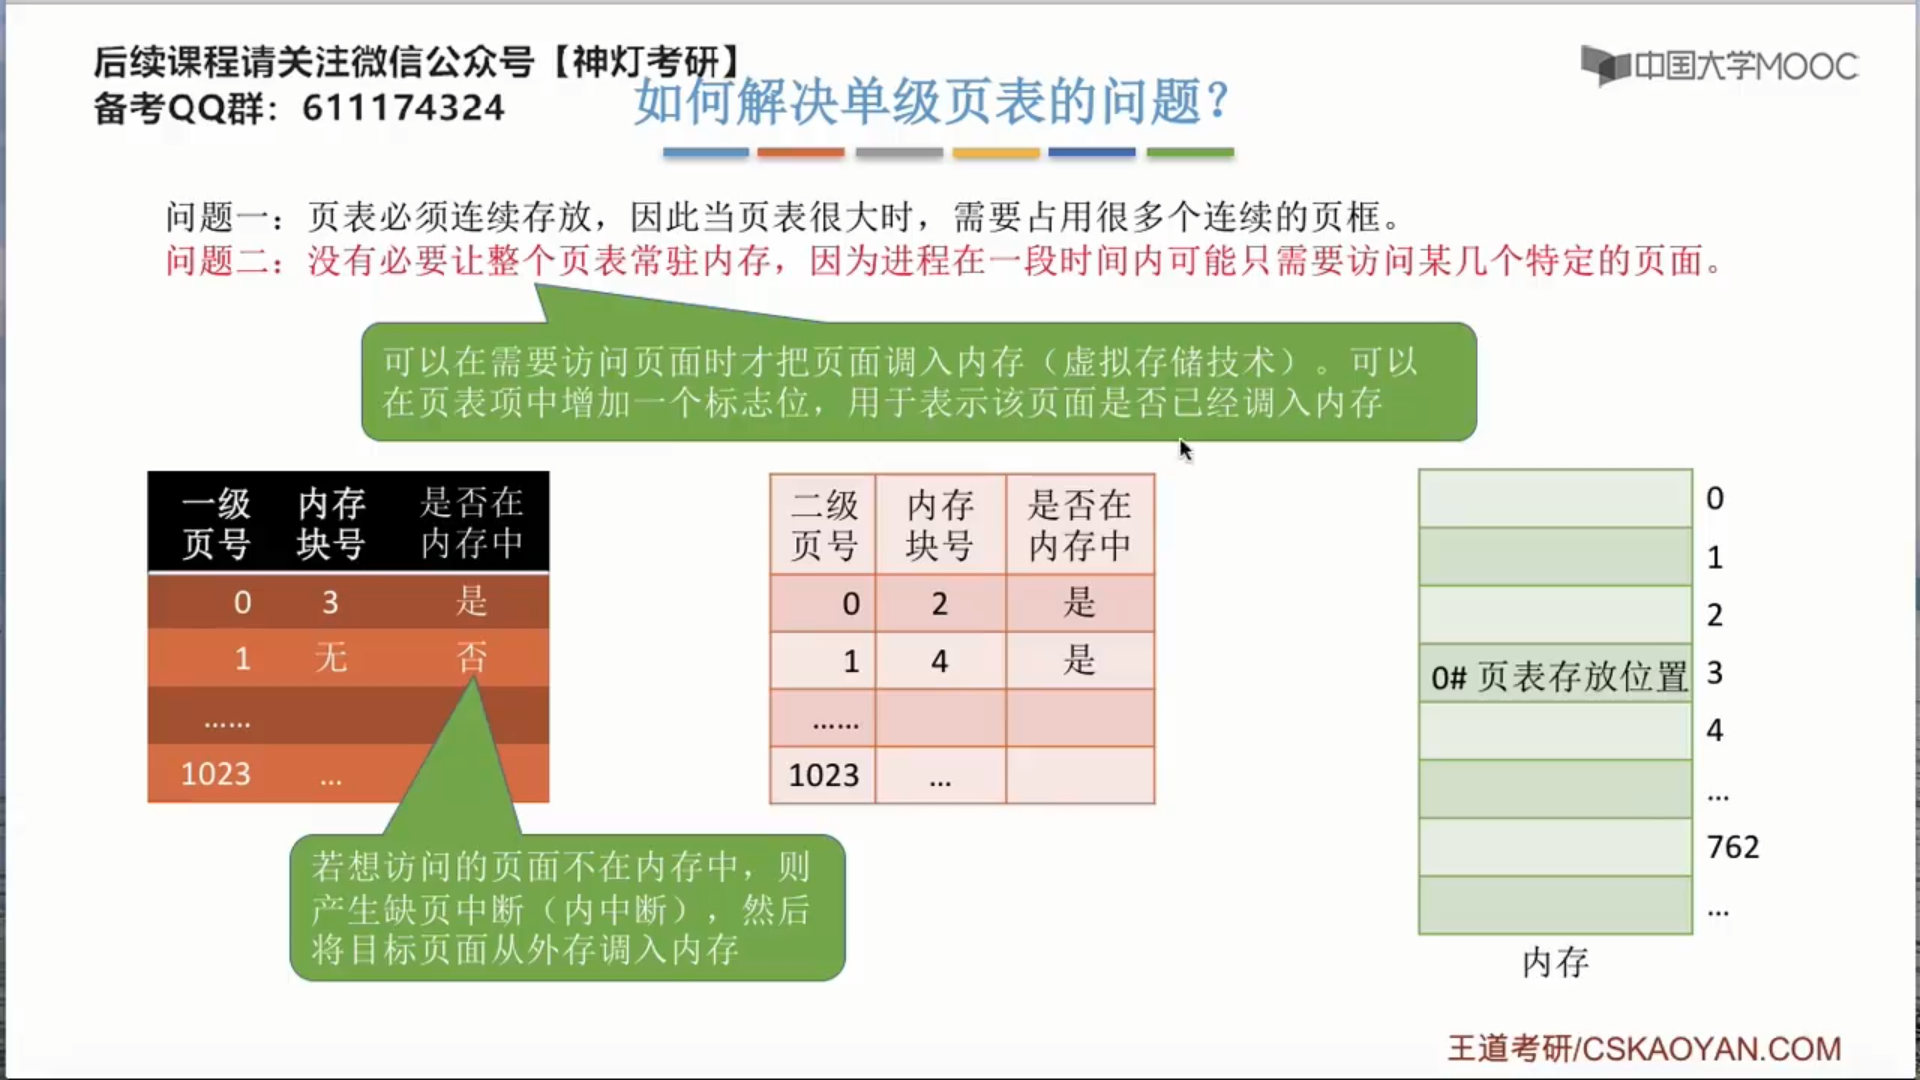 后续课程请关注微信公众号【神灯考研】
备考QQ群：611174324
中国大学MOOC
如何解决单级页表的问题？
问题一：页表必须连续存放，因此当页表很大时，需要占用很多个连续的页框。
问题二：没有必要让整个页表常驻内存，因为进程在一段时间内可能只需要访问某几个特定的页面。
可以在需要访问页面时才把页面调入内存（虚拟存储技术）。可以
在页表项中增加一个标志位，用于表示该页面是否已经调入内存
一级页号 内存块号 是否在内存中
0 3 是
1 无 否
......
1023 ...
二级页号 内存块号 是否在内存中
0 2 是
1 4 是
......
1023 ...
0
1
2
0# 页表存放位置 3
4
...
762
...
内存
若想访问的页面不在内存中，则
产生缺页中断（内中断），然后
将目标页面从外存调入内存
王道考研/CSKAOYAN.COM